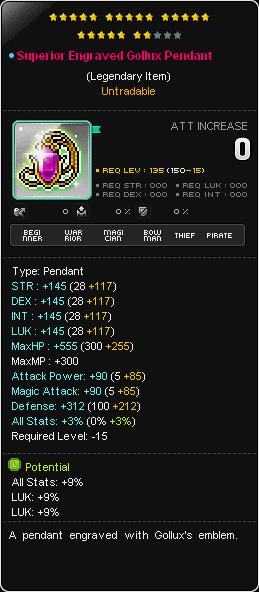 Superior Engraved Gollux Pendant
(Legendary Item)
Untradable
ATT INCREASE
0
REQ LEV : 135 (150-15)
REQ STR : 000 REQ LUK : 000
REQ DEX : 000 REQ INT : 000
0 0 % 0 %
BEGINNER WARRIOR MAGICIAN BOWMAN THIEF PIRATE
Type: Pendant
STR : +145 (28 +117)
DEX : +145 (28 +117)
INT : +145 (28 +117)
LUK : +145 (28 +117)
MaxHP : +555 (300 +255)
MaxMP : +300
Attack Power: +90 (5 +85)
Magic Attack: +90 (5 +85)
Defense: +312 (100 +212)
All Stats: +3% (0% +3%)
Required Level: -15
L Potential
All Stats: +9%
LUK: +9%
LUK: +9%
A pendant engraved with Gollux's emblem.